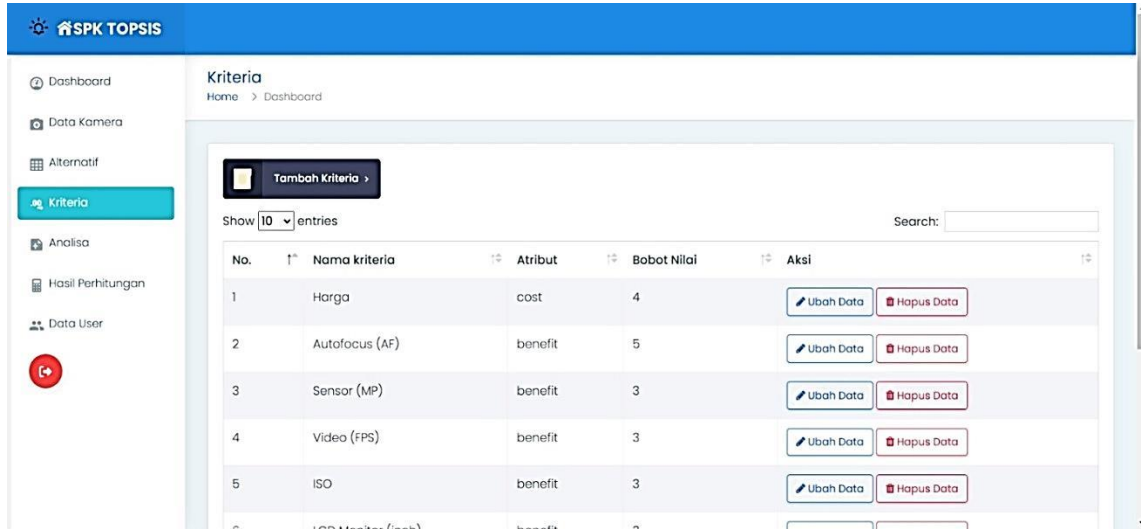 SPK TOPSIS
Dashboard
Data Kamera
Alternatif
Kriteria
Analisa
Hasil Perhitungan
Data User
Kriteria
Home > Dashboard
Tambah Kriteria ›
Show 10 entries
Search:
No. Nama kriteria Atribut Bobot Nilai Aksi
1 Harga cost 4 Ubah Data Hapus Data
2 Autofocus (AF) benefit 5 Ubah Data Hapus Data
3 Sensor (MP) benefit 3 Ubah Data Hapus Data
4 Video (FPS) benefit 3 Ubah Data Hapus Data
5 ISO benefit 3 Ubah Data Hapus Data